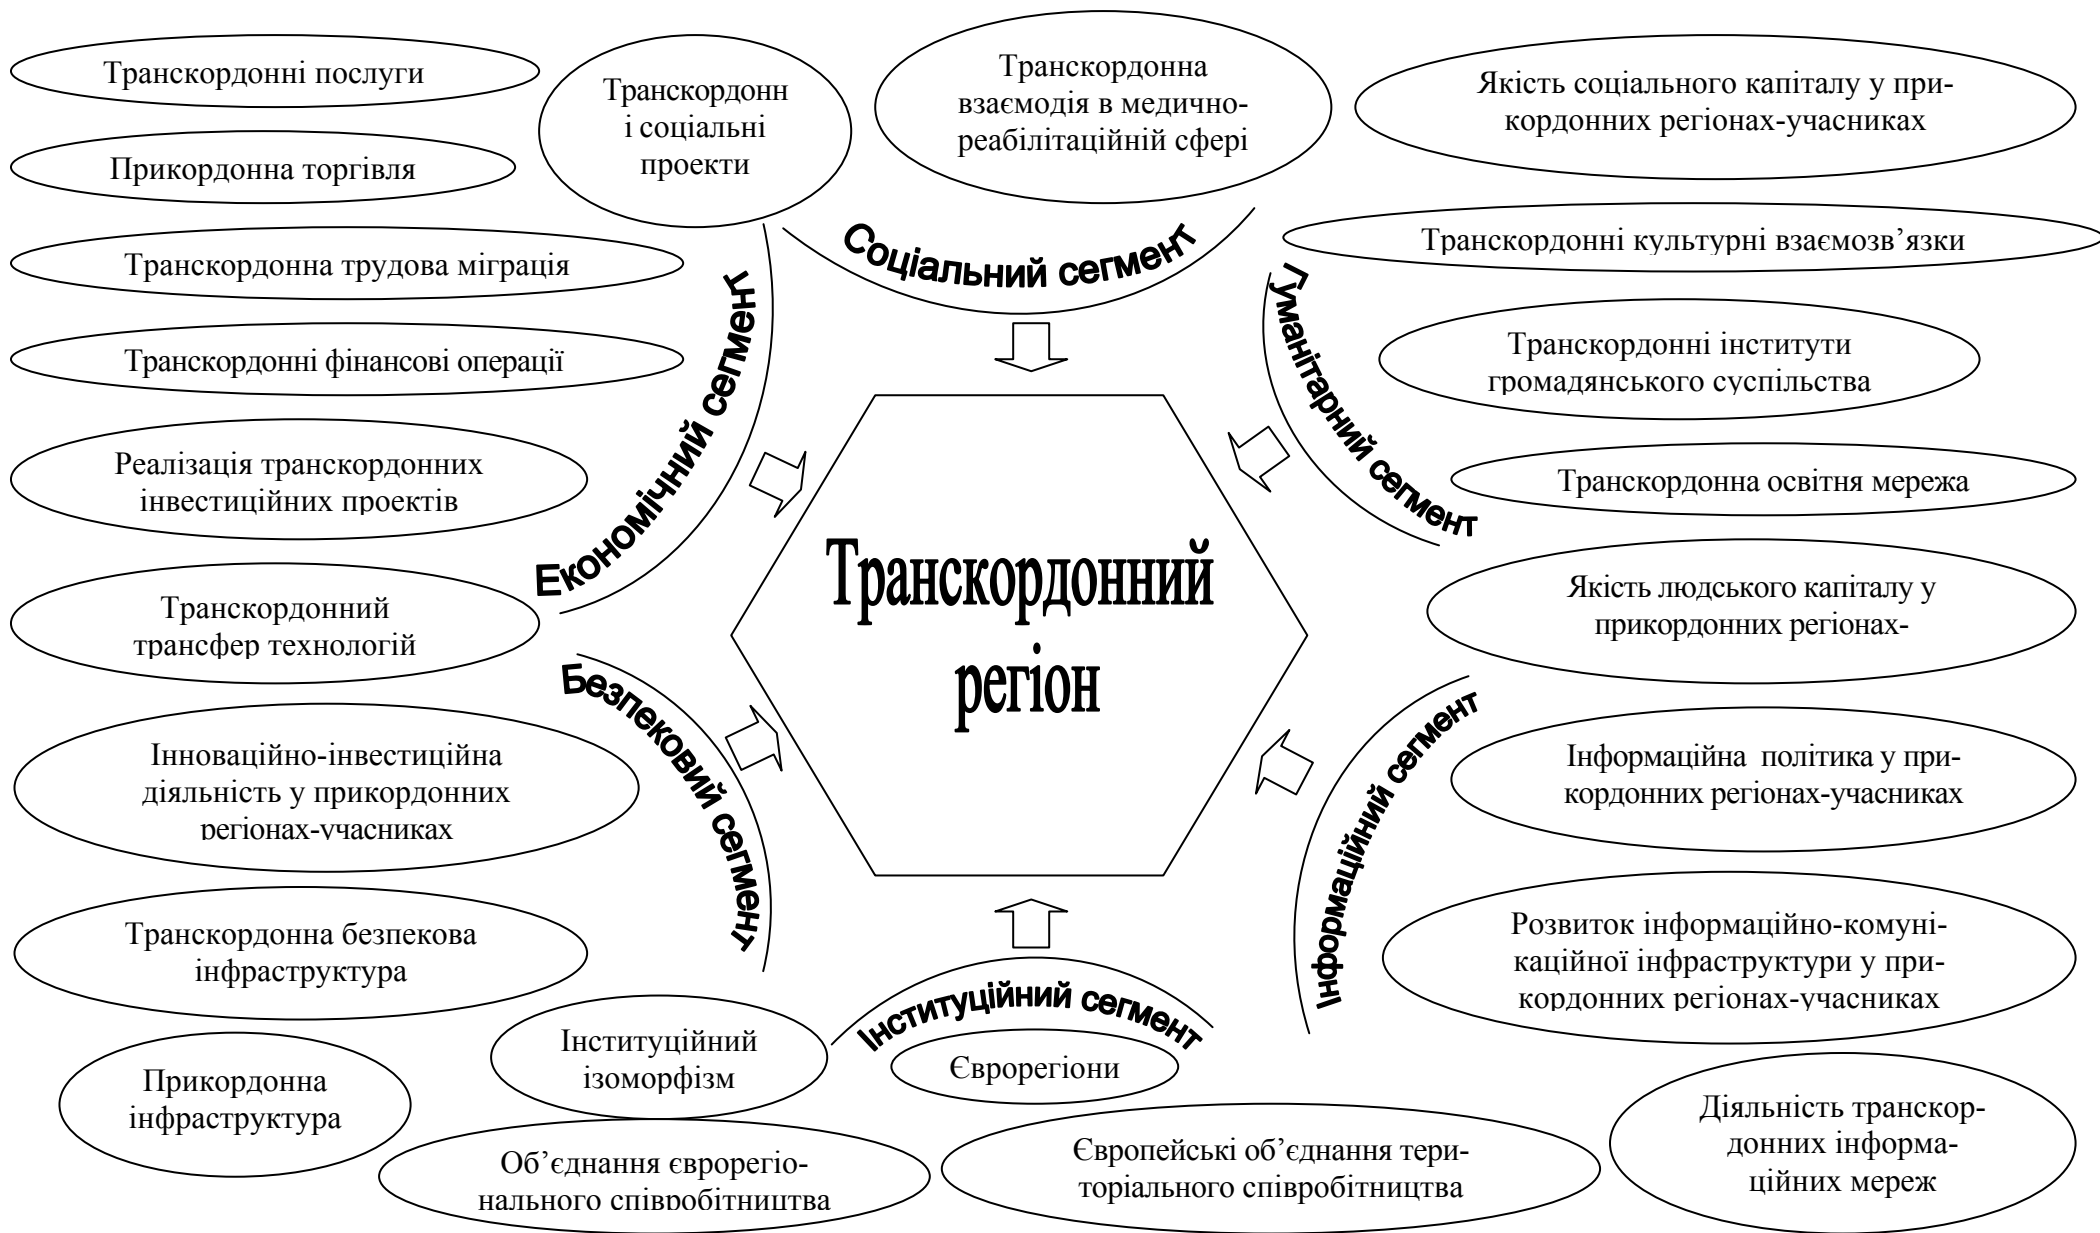 Транскордонні послуги
Прикордонна торгівля
Транскордонна трудова міграція
Транскордонні фінансові операції
Реалізація транскордонних
інвестиційних проектів
Транскордонний
трансфер технологій
Інноваційно-інвестиційна
діяльність у прикордонних
регіонах-учасниках
Транскордонна безпекова
інфраструктура
Прикордонна
інфраструктура
Транскордонн
і соціальні
проекти
Транскордонна
взаємодія в медично-
реабілітаційній сфері
Якість соціального капіталу у при-
кордонних регіонах-учасниках
Транскордонні культурні взаємозв’язки
Транскордонні інститути
громадянського суспільства
Транскордонна освітня мережа
Якість людського капіталу у
прикордонних регіонах-
Інформаційна політика у при-
кордонних регіонах-учасниках
Розвиток інформаційно-комуні-
каційної інфраструктури у при-
кордонних регіонах-учасниках
Діяльність транскор-
донних інформа-
ційних мереж
Соціальний сегмент
Економічний сегмент
Гуманітарний сегмент
Безпековий сегмент
Інформаційний сегмент
Інституційний сегмент
Транскордонний
регіон
Інституційний
ізоморфізм
Єврорегіони
Об’єднання єврорегіо-
нального співробітництва
Європейські об’єднання тери-
торіального співробітництва